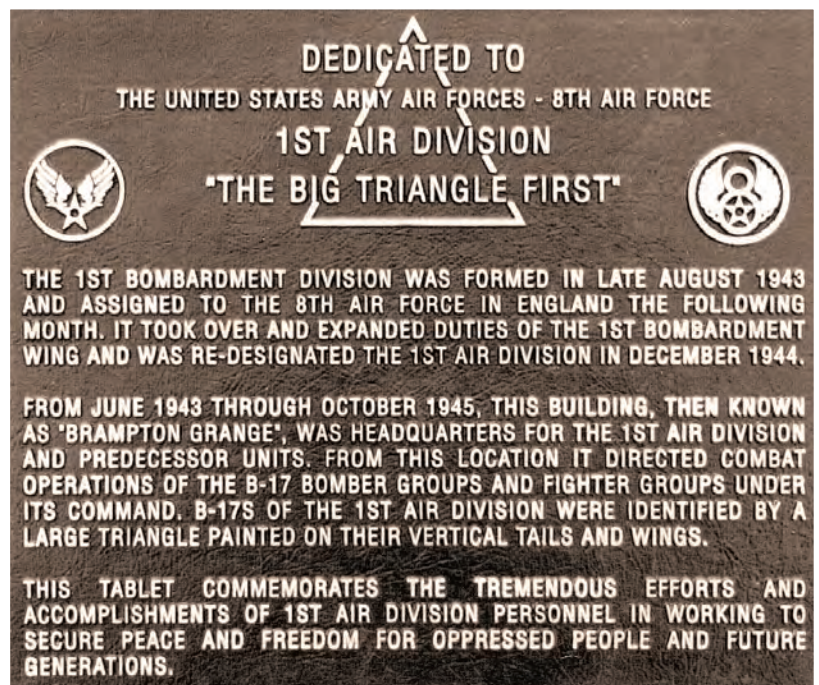 DEDICATED TO
THE UNITED STATES ARMY AIR FORCES - 8TH AIR FORCE
1ST AIR DIVISION
"THE BIG TRIANGLE FIRST"
THE 1ST BOMBARDMENT DIVISION WAS FORMED IN LATE AUGUST 1943
AND ASSIGNED TO THE 8TH AIR FORCE IN ENGLAND THE FOLLOWING
MONTH. IT TOOK OVER AND EXPANDED DUTIES OF THE 1ST BOMBARDMENT
WING AND WAS RE-DESIGNATED THE 1ST AIR DIVISION IN DECEMBER 1944.
FROM JUNE 1943 THROUGH OCTOBER 1945, THIS BUILDING, THEN KNOWN
AS "BRAMPTON GRANGE", WAS HEADQUARTERS FOR THE 1ST AIR DIVISION
AND PREDECESSOR UNITS. FROM THIS LOCATION IT DIRECTED COMBAT
OPERATIONS OF THE B-17 BOMBER GROUPS AND FIGHTER GROUPS UNDER
ITS COMMAND. B-17S OF THE 1ST AIR DIVISION WERE IDENTIFIED BY A
LARGE TRIANGLE PAINTED ON THEIR VERTICAL TAILS AND WINGS.
THIS TABLET COMMEMORATES THE TREMENDOUS EFFORTS AND
ACCOMPLISHMENTS OF 1ST AIR DIVISION PERSONNEL IN WORKING TO
SECURE PEACE AND FREEDOM FOR OPPRESSED PEOPLE AND FUTURE
GENERATIONS.